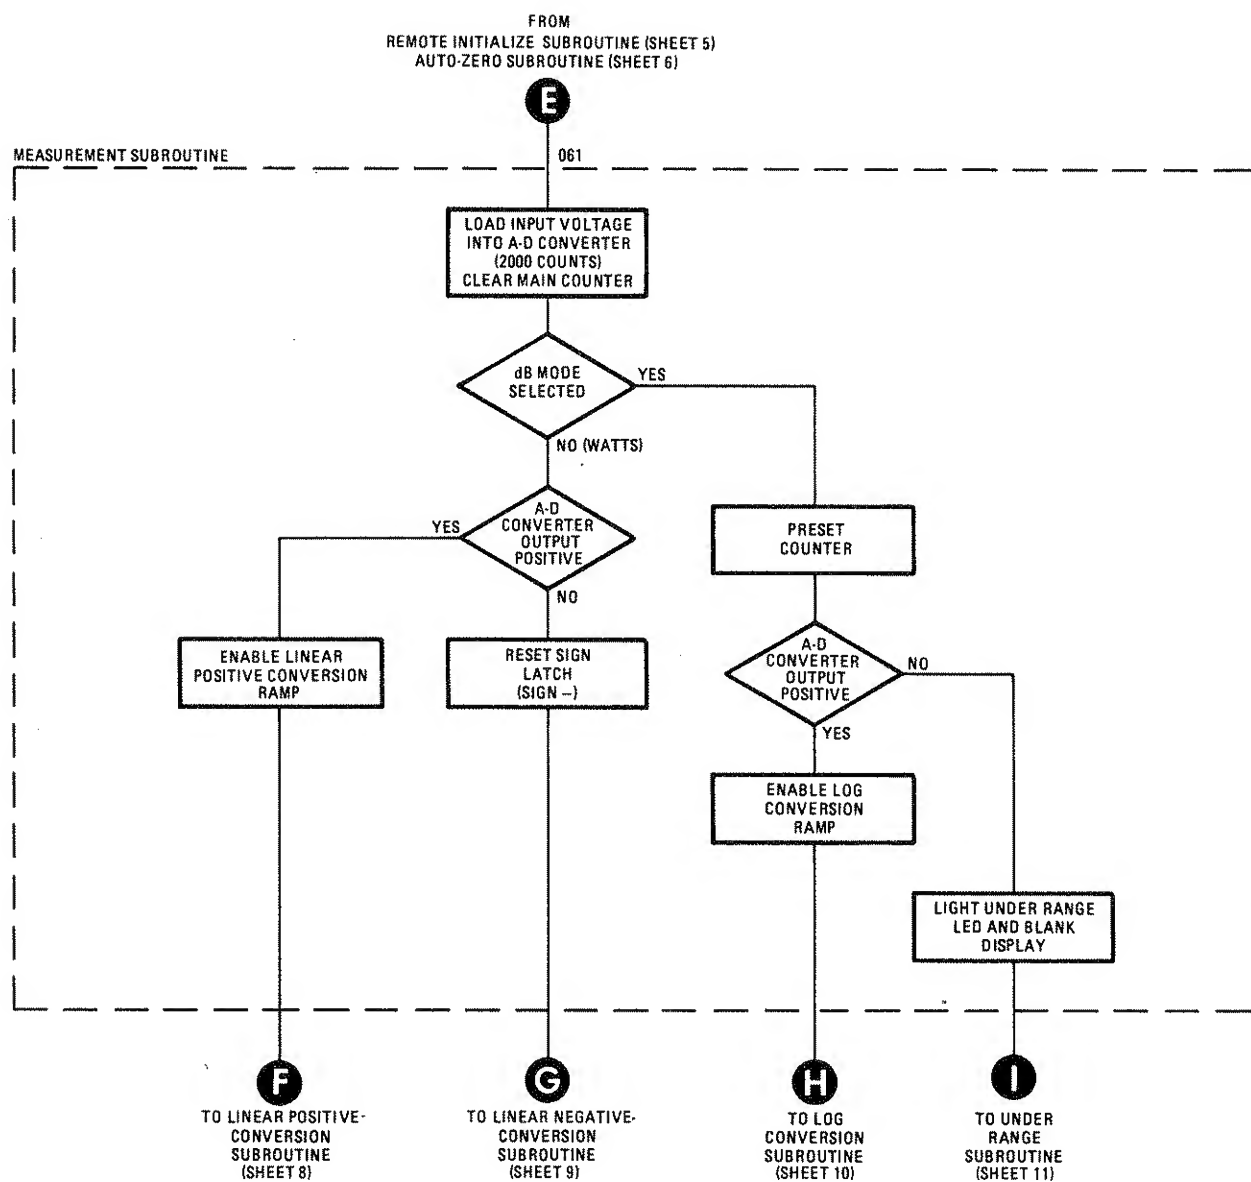 FROM
REMOTE INITIALIZE SUBROUTINE (SHEET 5)
AUTO-ZERO SUBROUTINE (SHEET 6)
E
MEASUREMENT SUBROUTINE
061
LOAD INPUT VOLTAGE
INTO A-D CONVERTER
(2000 COUNTS)
CLEAR MAIN COUNTER
dB MODE
SELECTED
YES
NO (WATTS)
A-D
CONVERTER
OUTPUT
POSITIVE
YES
NO
PRESET
COUNTER
ENABLE LINEAR
POSITIVE CONVERSION
RAMP
RESET SIGN
LATCH
(SIGN –)
A-D
CONVERTER
OUTPUT
POSITIVE
NO
YES
ENABLE LOG
CONVERSION
RAMP
LIGHT UNDER RANGE
LED AND BLANK
DISPLAY
F
TO LINEAR POSITIVE-
CONVERSION
SUBROUTINE
(SHEET 8)
G
TO LINEAR NEGATIVE-
CONVERSION
SUBROUTINE
(SHEET 9)
H
TO LOG
CONVERSION
SUBROUTINE
(SHEET 10)
I
TO UNDER
RANGE
SUBROUTINE
(SHEET 11)